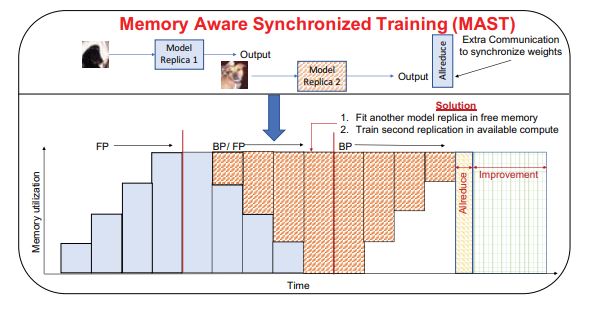 Memory Aware Synchronized Training (MAST)
Model
Replica 1
Output
Model
Replica 2
Output
Allreduce
Extra Communication
to synchronize weights
Solution
1. Fit another model replica in free memory
2. Train second replication in available compute
FP
BP/ FP
BP
Memory utilization
Allreduce
Improvement
Time